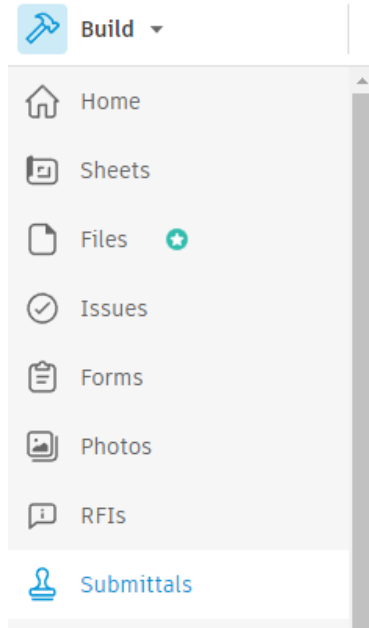 Build
Home
Sheets
Files
Issues
Forms
Photos
RFIs
Submittals